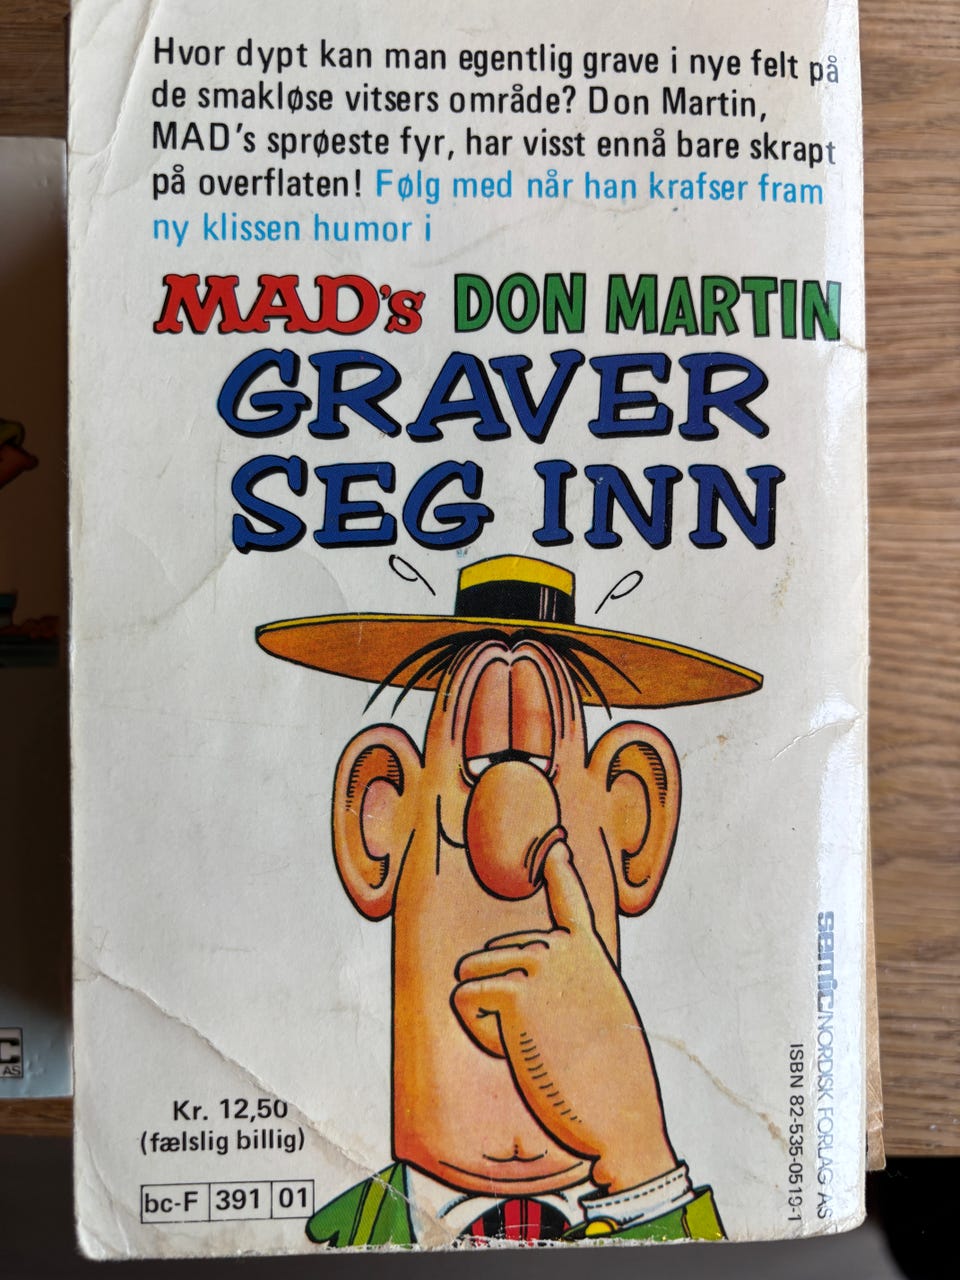 Hvor dypt kan man egentlig grave i nye felt på
de smakløse vitsers område? Don Martin,
MAD's sprøeste fyr, har visst ennå bare skrapt
på overflaten! Følg med når han krafser fram
ny klissen humor i
MAD's DON MARTIN
GRAVER
SEG INN
Kr. 12,50
(fælslig billig)
bc-F 391 01
semic/NORDISK FORLAG AS
ISBN 82-535-0519-1
C
AS